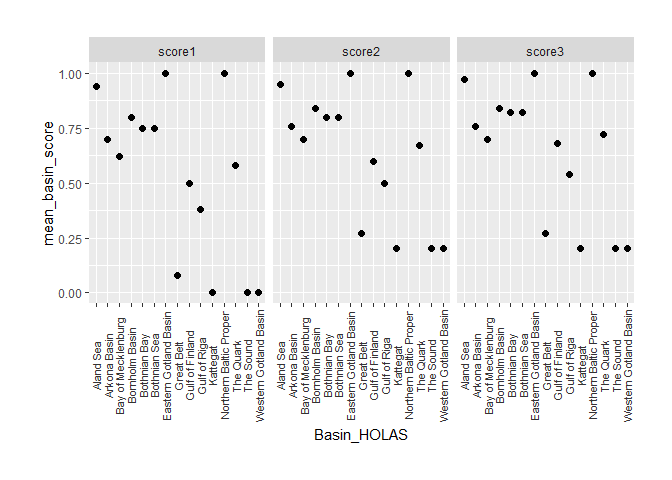 score1 score2 score3
mean_basin_score
1.00
0.75
0.50
0.25
0.00
Aland Sea
Arkona Basin
Bay of Mecklenburg
Bornholm Basin
Bothnian Bay
Bothnian Sea
Eastern Gotland Basin
Great Belt
Gulf of Finland
Gulf of Riga
Kattegat
Northern Baltic Proper
The Quark
The Sound
Western Gotland Basin
Aland Sea
Arkona Basin
Bay of Mecklenburg
Bornholm Basin
Bothnian Bay
Bothnian Sea
Eastern Gotland Basin
Great Belt
Gulf of Finland
Gulf of Riga
Kattegat
Northern Baltic Proper
The Quark
The Sound
Western Gotland Basin
Aland Sea
Arkona Basin
Bay of Mecklenburg
Bornholm Basin
Bothnian Bay
Bothnian Sea
Eastern Gotland Basin
Great Belt
Gulf of Finland
Gulf of Riga
Kattegat
Northern Baltic Proper
The Quark
The Sound
Western Gotland Basin
Basin_HOLAS